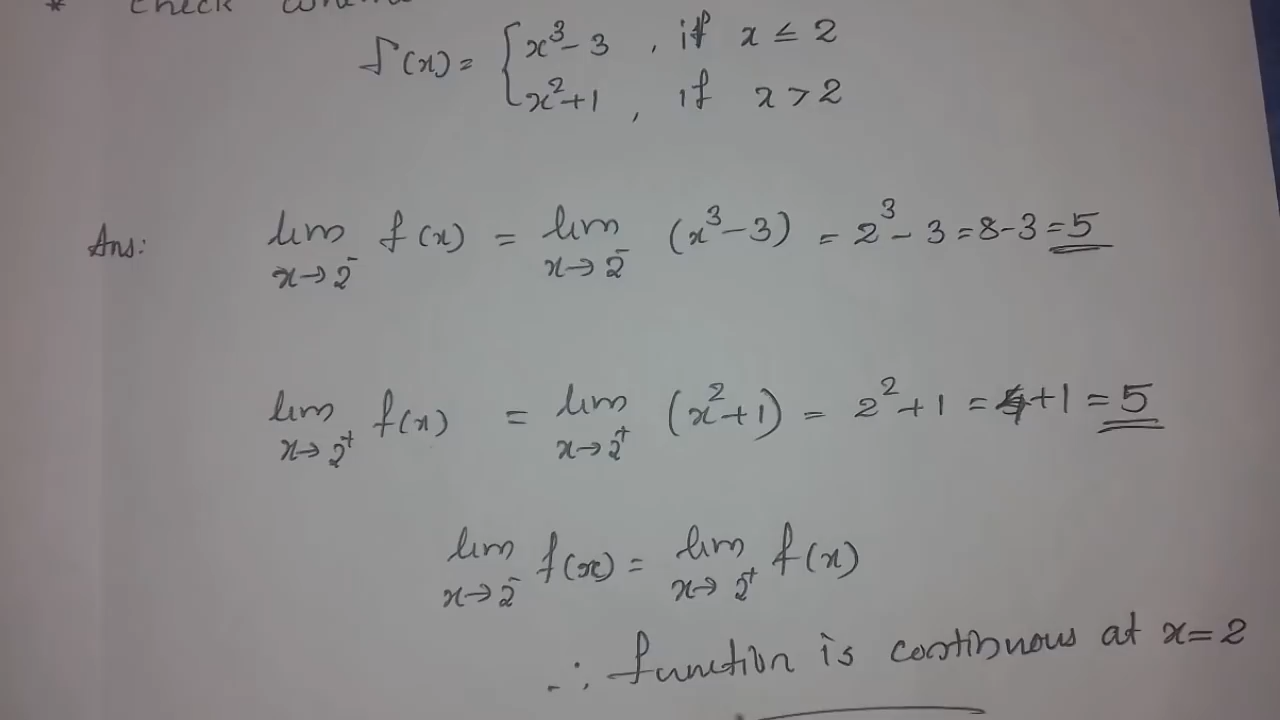 * Check
f(x) = { x³-3 , if x ≤ 2
x²+1 , if x > 2
Ans: lim x→2⁻ f(x) = lim x→2⁻ (x³-3) = 2³-3 = 8-3 = 5
lim x→2⁺ f(x) = lim x→2⁺ (x²+1) = 2²+1 = 4+1 = 5
lim x→2⁻ f(x) = lim x→2⁺ f(x)
∴ function is continuous at x=2